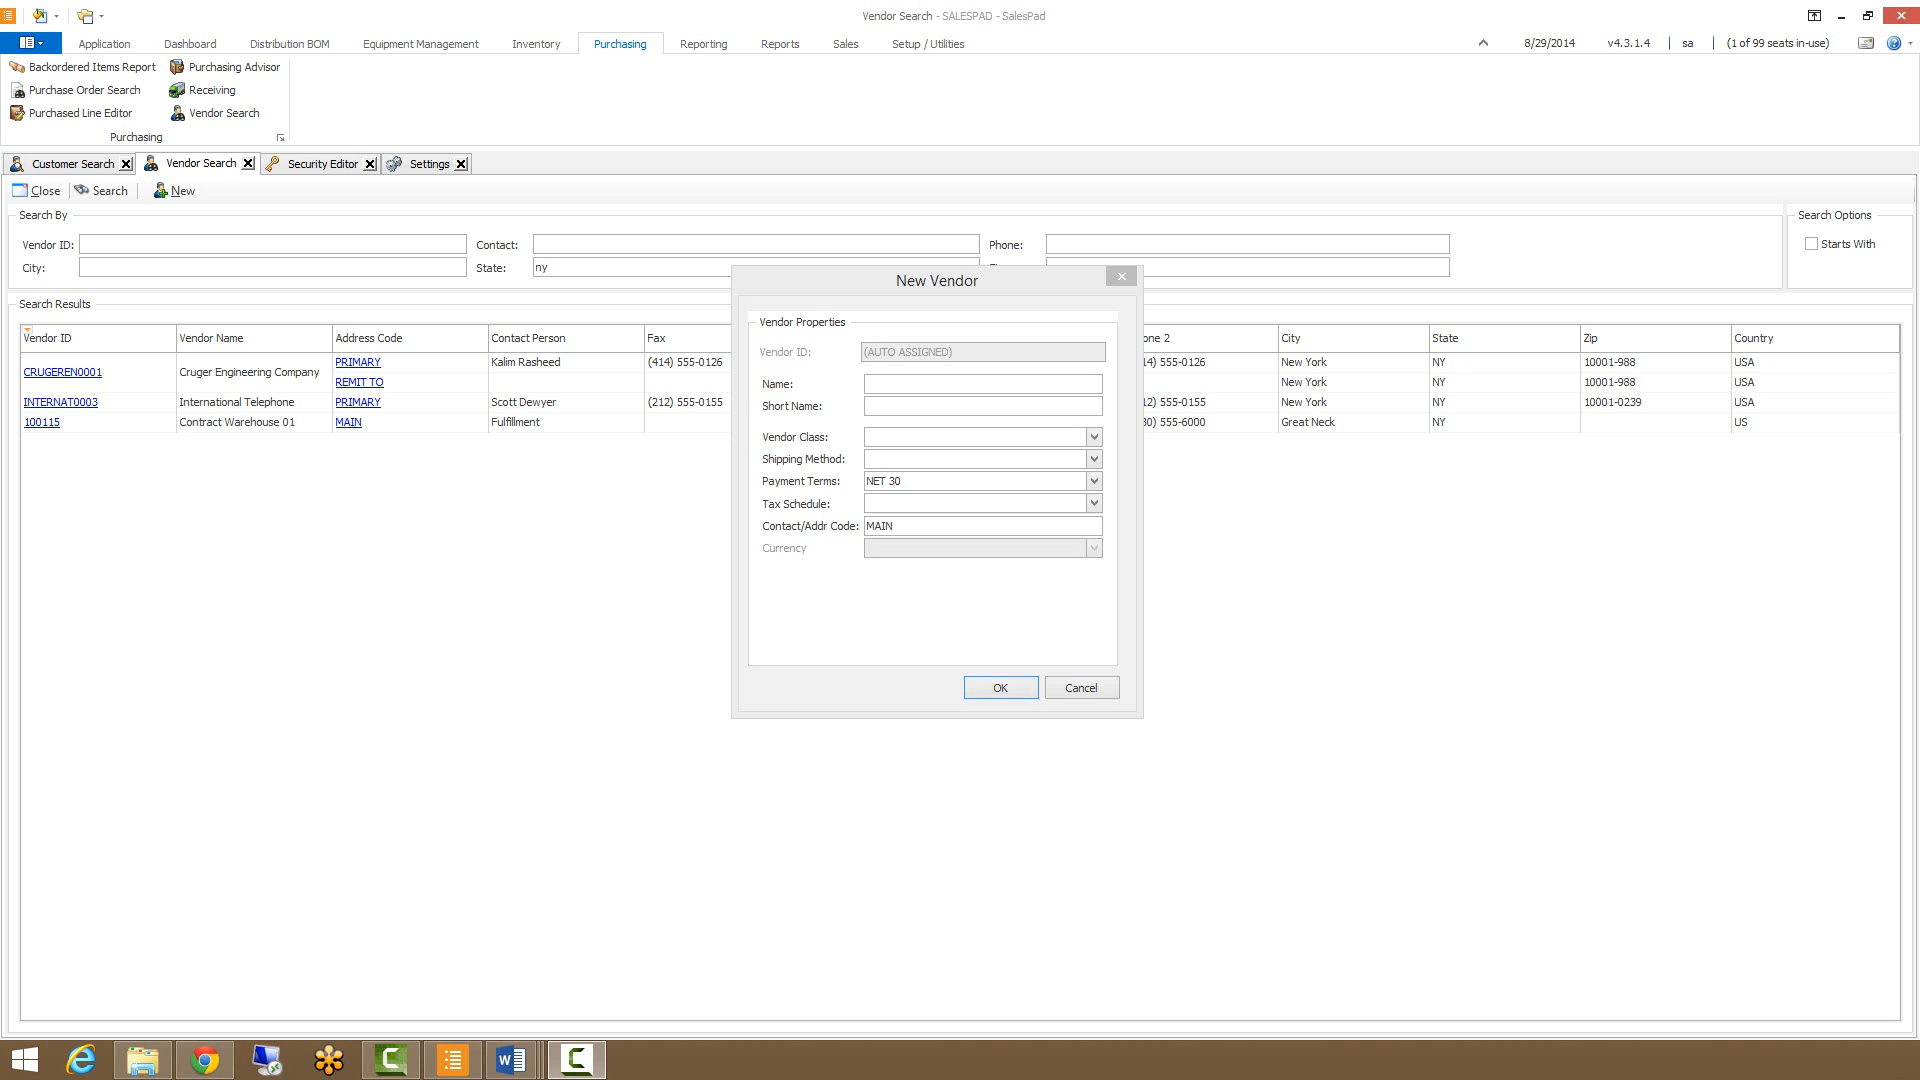 Vendor Search - SALESPAD - SalesPad
Application Dashboard Distribution BOM Equipment Management Inventory Purchasing Reporting Reports Sales Setup / Utilities 8/29/2014 v4.3.1.4 sa (1 of 99 seats in-use)
Backordered Items Report Purchasing Advisor
Purchase Order Search Receiving
Purchased Line Editor Vendor Search
Purchasing
Customer Search Vendor Search Security Editor Settings
Close Search New
Search By Search Options
Vendor ID: Contact: Phone: Starts With
City: State: ny
New Vendor
Search Results
Vendor Properties
Vendor ID Vendor Name Address Code Contact Person Fax one 2 City State Zip Country
Vendor ID: (AUTO ASSIGNED)
CRUGEREN0001 Cruger Engineering Company PRIMARY Kalim Rasheed (414) 555-0126 14) 555-0126 New York NY 10001-988 USA
REMIT TO New York NY 10001-988 USA
Name:
INTERNAT0003 International Telephone PRIMARY Scott Dewyer (212) 555-0155 12) 555-0155 New York NY 10001-0239 USA
Short Name:
100115 Contract Warehouse 01 MAIN Fulfillment 30) 555-6000 Great Neck NY US
Vendor Class:
Shipping Method:
Payment Terms: NET 30
Tax Schedule:
Contact/Addr Code: MAIN
Currency
OK Cancel